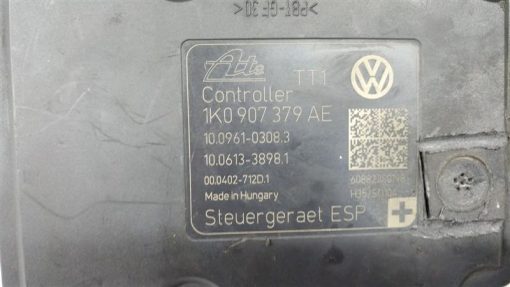 >PBT-GF30<
Ate
TT1
Controller
1K0 907 379 AE
10.0961-0308.3
10.0613-3898.1
00.0402-712D.1
Made in Hungary
Steuergeraet ESP